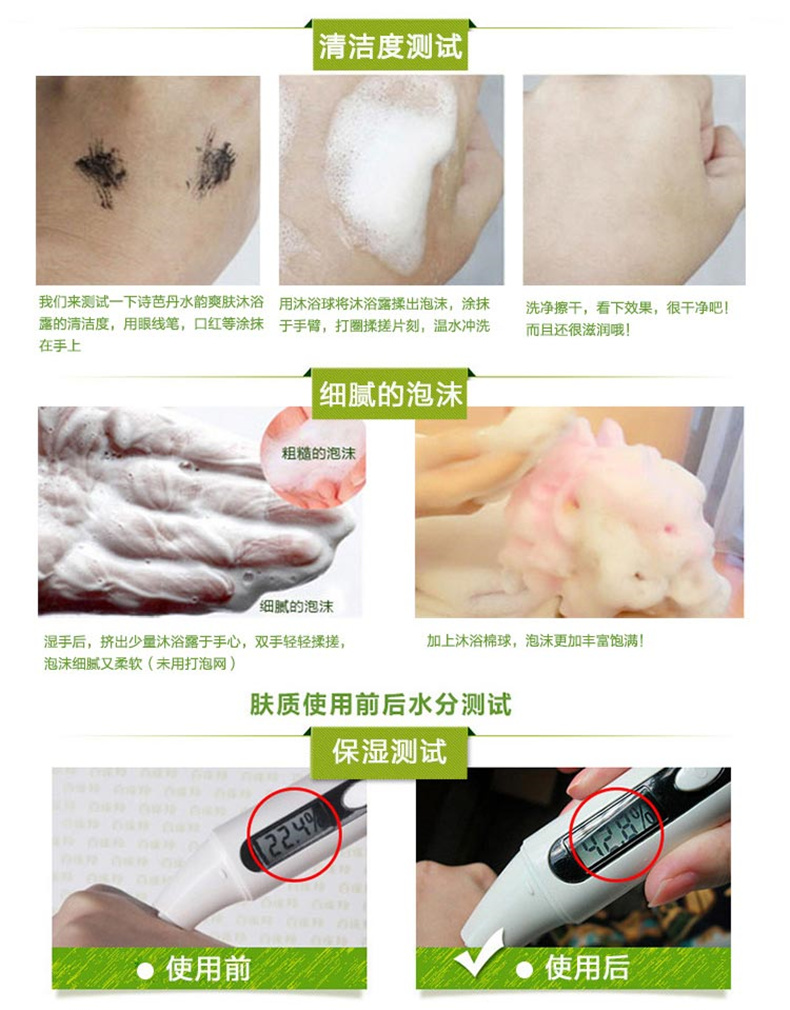 清洁度测试
我们来测试一下诗芭丹水韵爽肤沐浴
露的清洁度，用眼线笔，口红等涂抹
在手上
用沐浴球将沐浴露揉出泡沫，涂抹
于手臂，打圈揉搓片刻，温水冲洗
洗净擦干，看下效果，很干净吧！
而且还很滋润哦！
细腻的泡沫
粗糙的泡沫
细腻的泡沫
湿手后，挤出少量沐浴露于手心，双手轻轻揉搓，
泡沫细腻又柔软（未用打泡网）
加上沐浴棉球，泡沫更加丰富饱满！
肤质使用前后水分测试
保湿测试
22.4%
42.8%
使用前
使用后